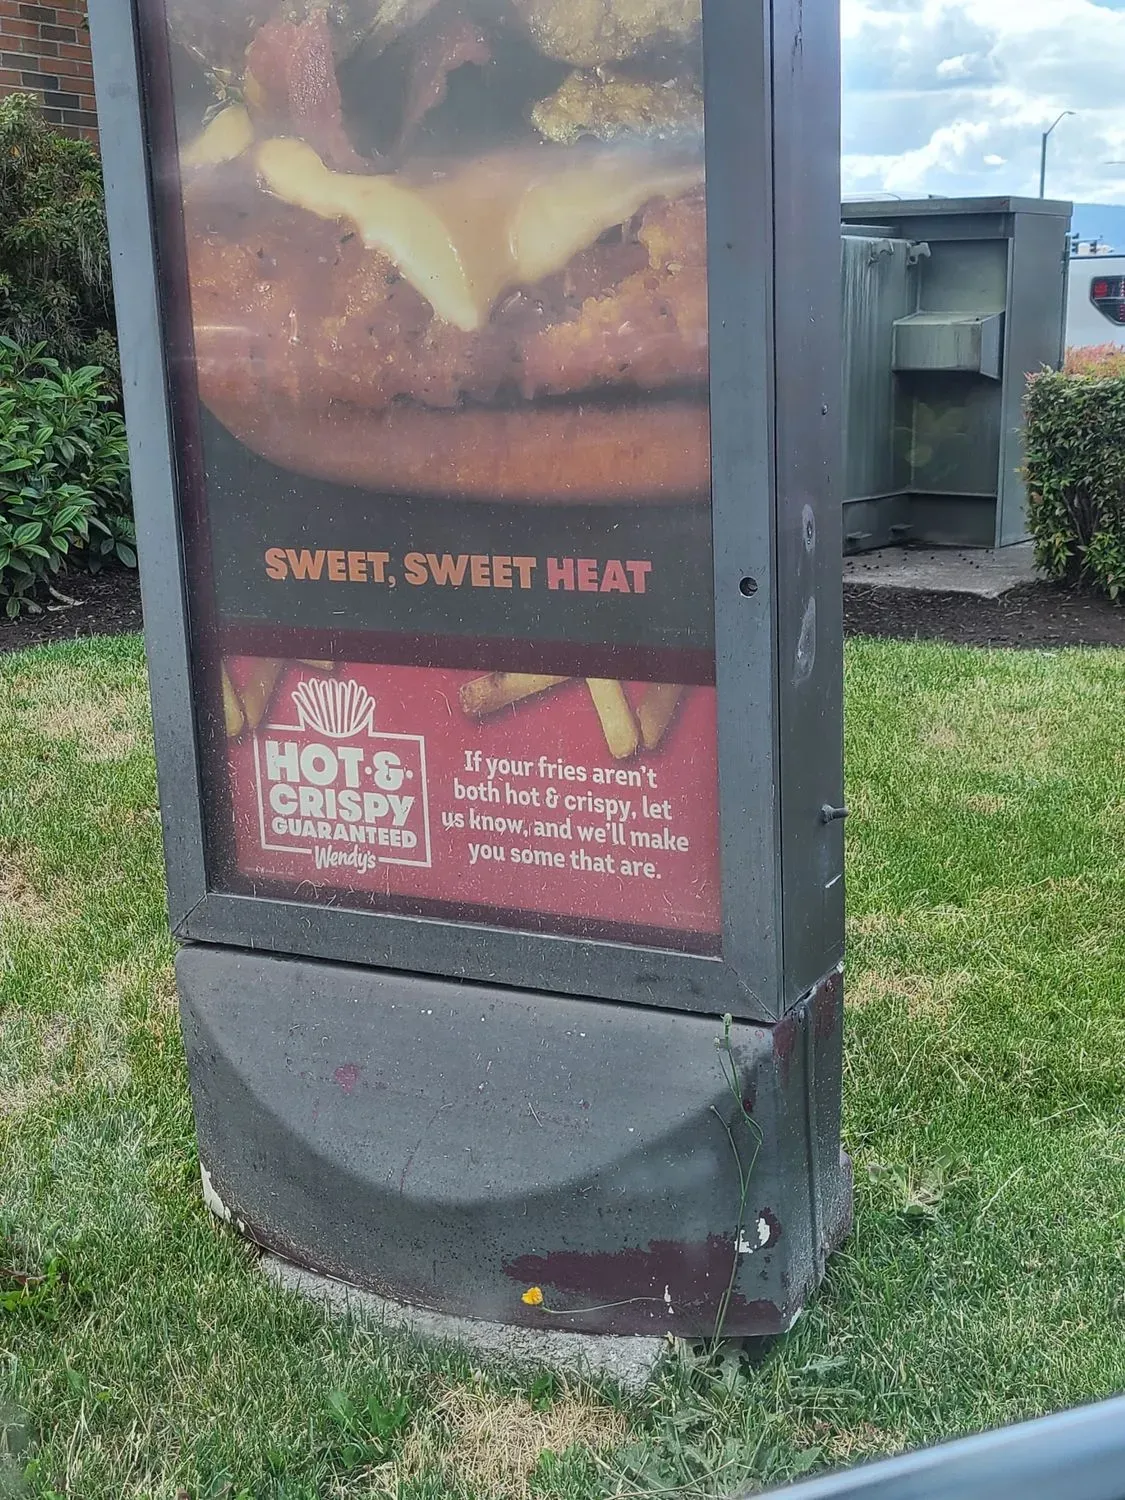 SWEET, SWEET HEAT
HOT & CRISPY GUARANTEED
Wendy's
If your fries aren't
both hot & crispy, let
us know, and we'll make
you some that are.